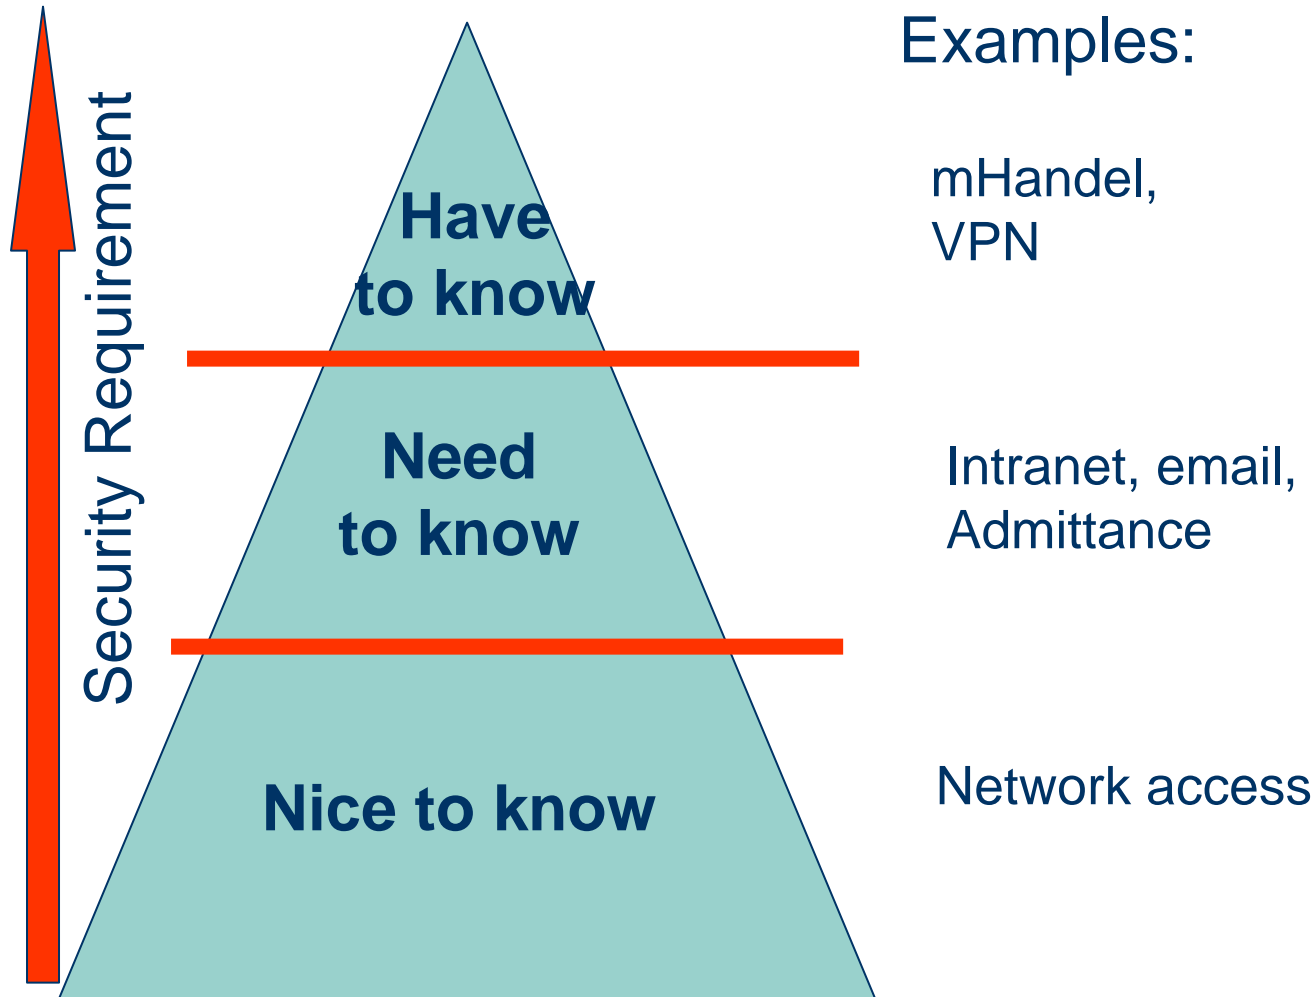 Examples:
Security Requirement
Have
to know
mHandel,
VPN
Need
to know
Intranet, email,
Admittance
Nice to know
Network access